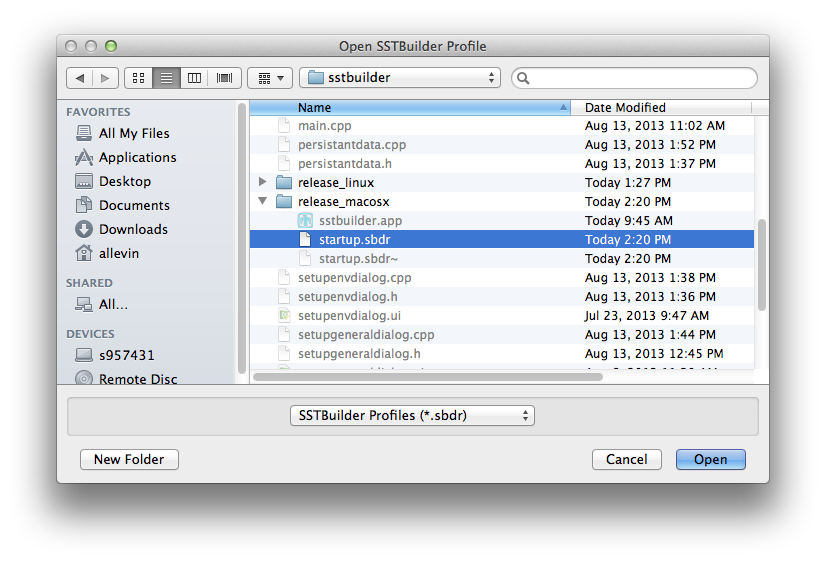 Open SSTBuilder Profile
sstbuilder
FAVORITES
All My Files
Applications
Desktop
Documents
Downloads
allevin
SHARED
All...
DEVICES
s957431
Remote Disc
Name Date Modified
main.cpp Aug 13, 2013 11:02 AM
persistantdata.cpp Aug 13, 2013 1:52 PM
persistantdata.h Aug 13, 2013 1:37 PM
release_linux Today 1:27 PM
release_macosx Today 2:20 PM
sstbuilder.app Today 9:45 AM
startup.sbdr Today 2:20 PM
startup.sbdr~ Today 2:20 PM
setupenvdialog.cpp Aug 13, 2013 1:38 PM
setupenvdialog.h Aug 13, 2013 1:36 PM
setupenvdialog.ui Jul 23, 2013 9:47 AM
setupgeneraldialog.cpp Aug 13, 2013 1:44 PM
setupgeneraldialog.h Aug 13, 2013 12:45 PM
SSTBuilder Profiles (*.sbdr)
New Folder Cancel Open